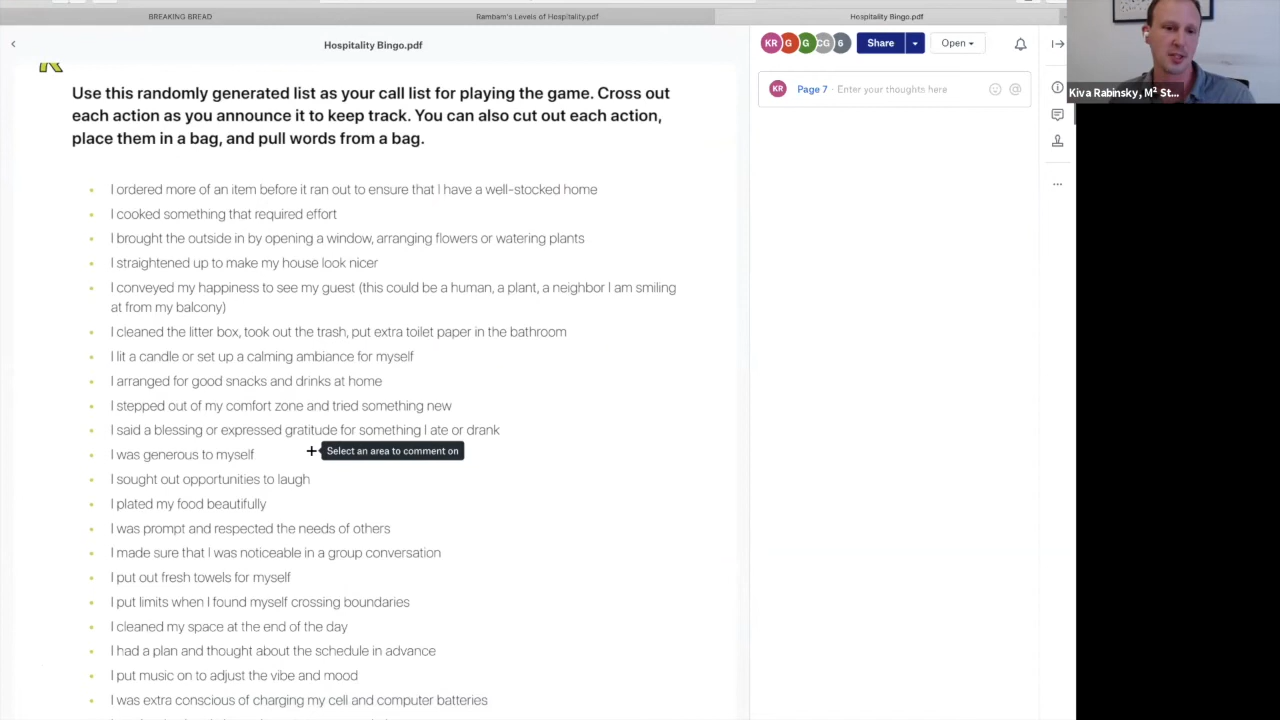 BREAKING BREAD
Rambam's Levels of Hospitality.pdf
Hospitality Bingo.pdf
Hospitality Bingo.pdf
KR G G CG 6
Share
Open
Kiva Rabinsky, M² St...
KR Page 7 · Enter your thoughts here
Use this randomly generated list as your call list for playing the game. Cross out
each action as you announce it to keep track. You can also cut out each action,
place them in a bag, and pull words from a bag.
• I ordered more of an item before it ran out to ensure that I have a well-stocked home
• I cooked something that required effort
• I brought the outside in by opening a window, arranging flowers or watering plants
• I straightened up to make my house look nicer
• I conveyed my happiness to see my guest (this could be a human, a plant, a neighbor I am smiling
at from my balcony)
• I cleaned the litter box, took out the trash, put extra toilet paper in the bathroom
• I lit a candle or set up a calming ambiance for myself
• I arranged for good snacks and drinks at home
• I stepped out of my comfort zone and tried something new
• I said a blessing or expressed gratitude for something I ate or drank
Select an area to comment on
• I was generous to myself
• I sought out opportunities to laugh
• I plated my food beautifully
• I was prompt and respected the needs of others
• I made sure that I was noticeable in a group conversation
• I put out fresh towels for myself
• I put limits when I found myself crossing boundaries
• I cleaned my space at the end of the day
• I had a plan and thought about the schedule in advance
• I put music on to adjust the vibe and mood
• I was extra conscious of charging my cell and computer batteries